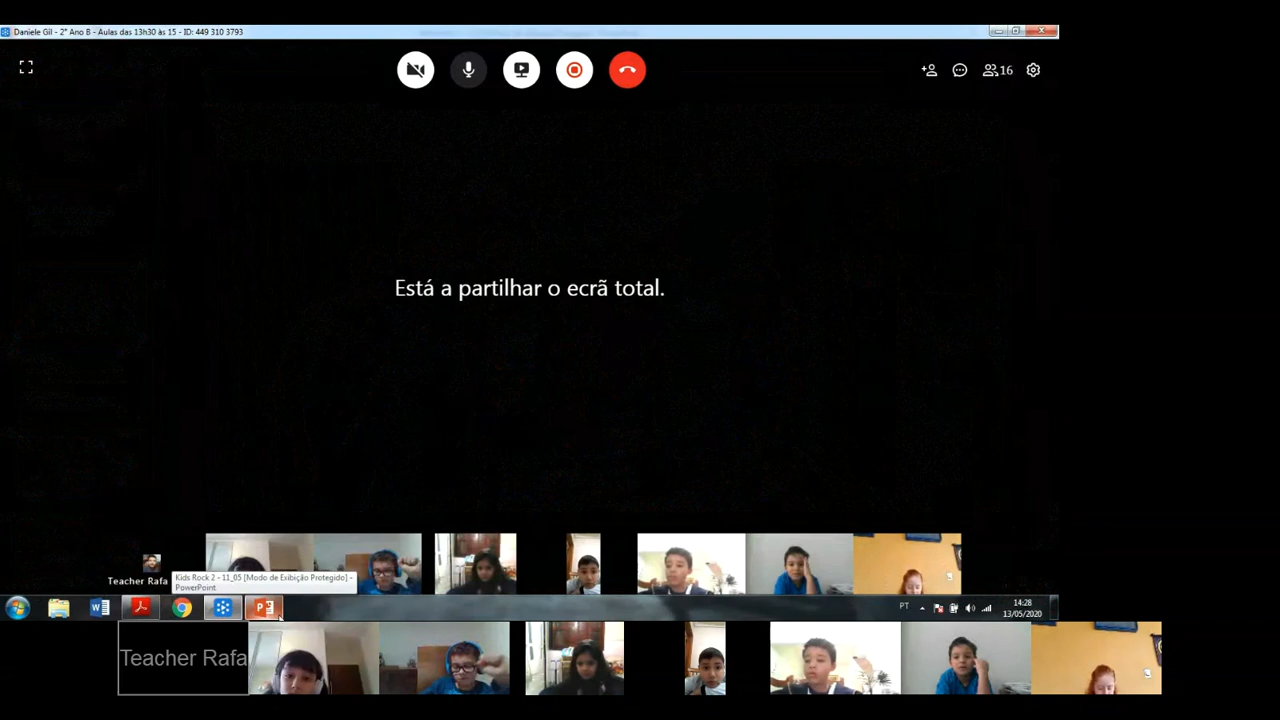 Daniele Gil - 2° Ano B - Aulas das 13h30 às 15 - ID: 449 310 3793
16
Está a partilhar o ecrã total.
Teacher Rafa
Kids Rock 2 - 11_05 [Modo de Exibição Protegido] -
PowerPoint
PT
14:28
13/05/2020
Teacher Rafa